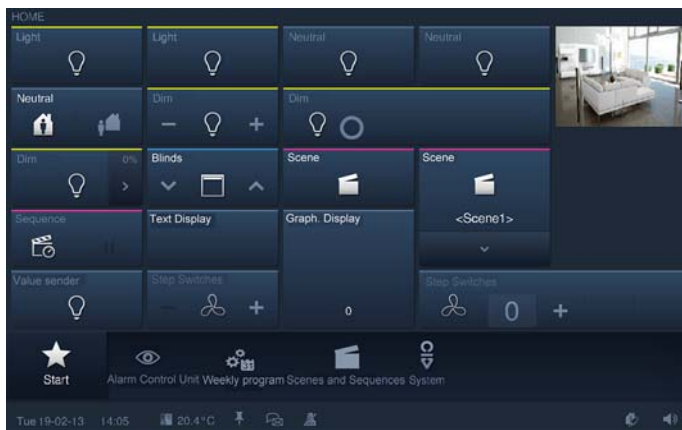 HOME
Light Light Neutral Neutral
Neutral Dim Dim
Dim 0% Blinds Scene Scene
<Scene1>
Sequence Text Display Graph. Display
Value sender Step Switches 0 Step Switches
0
Start Alarm Control Unit Weekly program Scenes and Sequences System
31
Tue 19-02-13 14:05 20.4°C